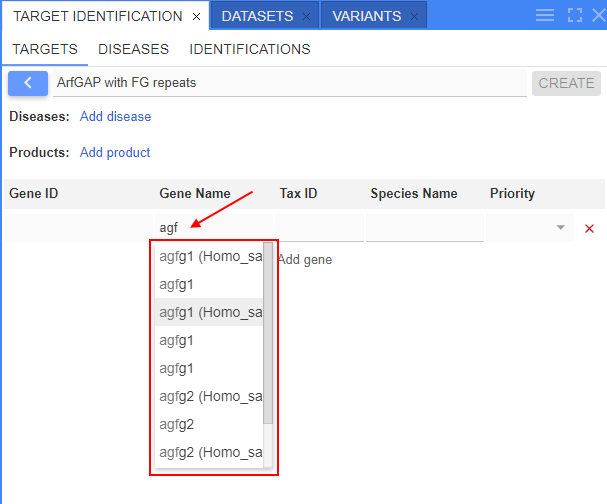 TARGET IDENTIFICATION × DATASETS × VARIANTS ×
TARGETS DISEASES IDENTIFICATIONS
ArfGAP with FG repeats CREATE
Diseases: Add disease
Products: Add product
Gene ID Gene Name Tax ID Species Name Priority
agf
Add gene
agfg1 (Homo_sa
agfg1
agfg1 (Homo_sa
agfg1
agfg1
agfg2 (Homo_sa
agfg2
agfg2 (Homo_sa